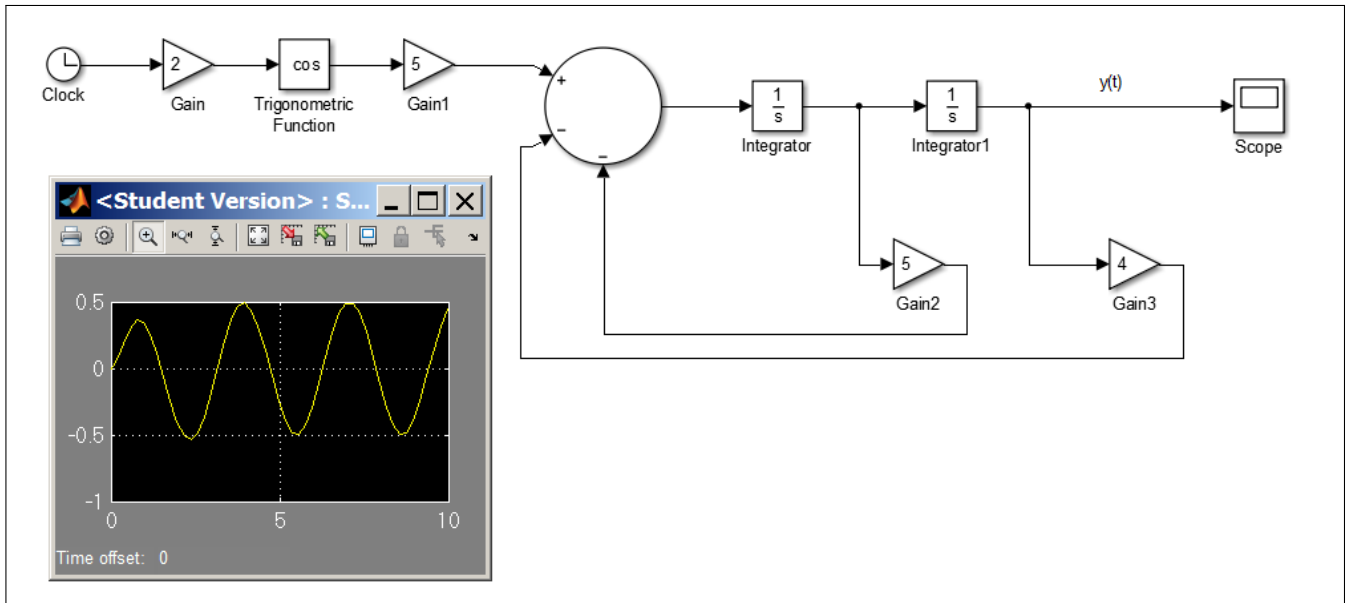 2
cos
5
Clock
Gain
Trigonometric
Function
Gain1
+
−
−
1
s
Integrator
1
s
Integrator1
y(t)
Scope
5
Gain2
4
Gain3
<Student Version> : S...
0.5
0
-0.5
-1
0
5
10
Time offset: 0